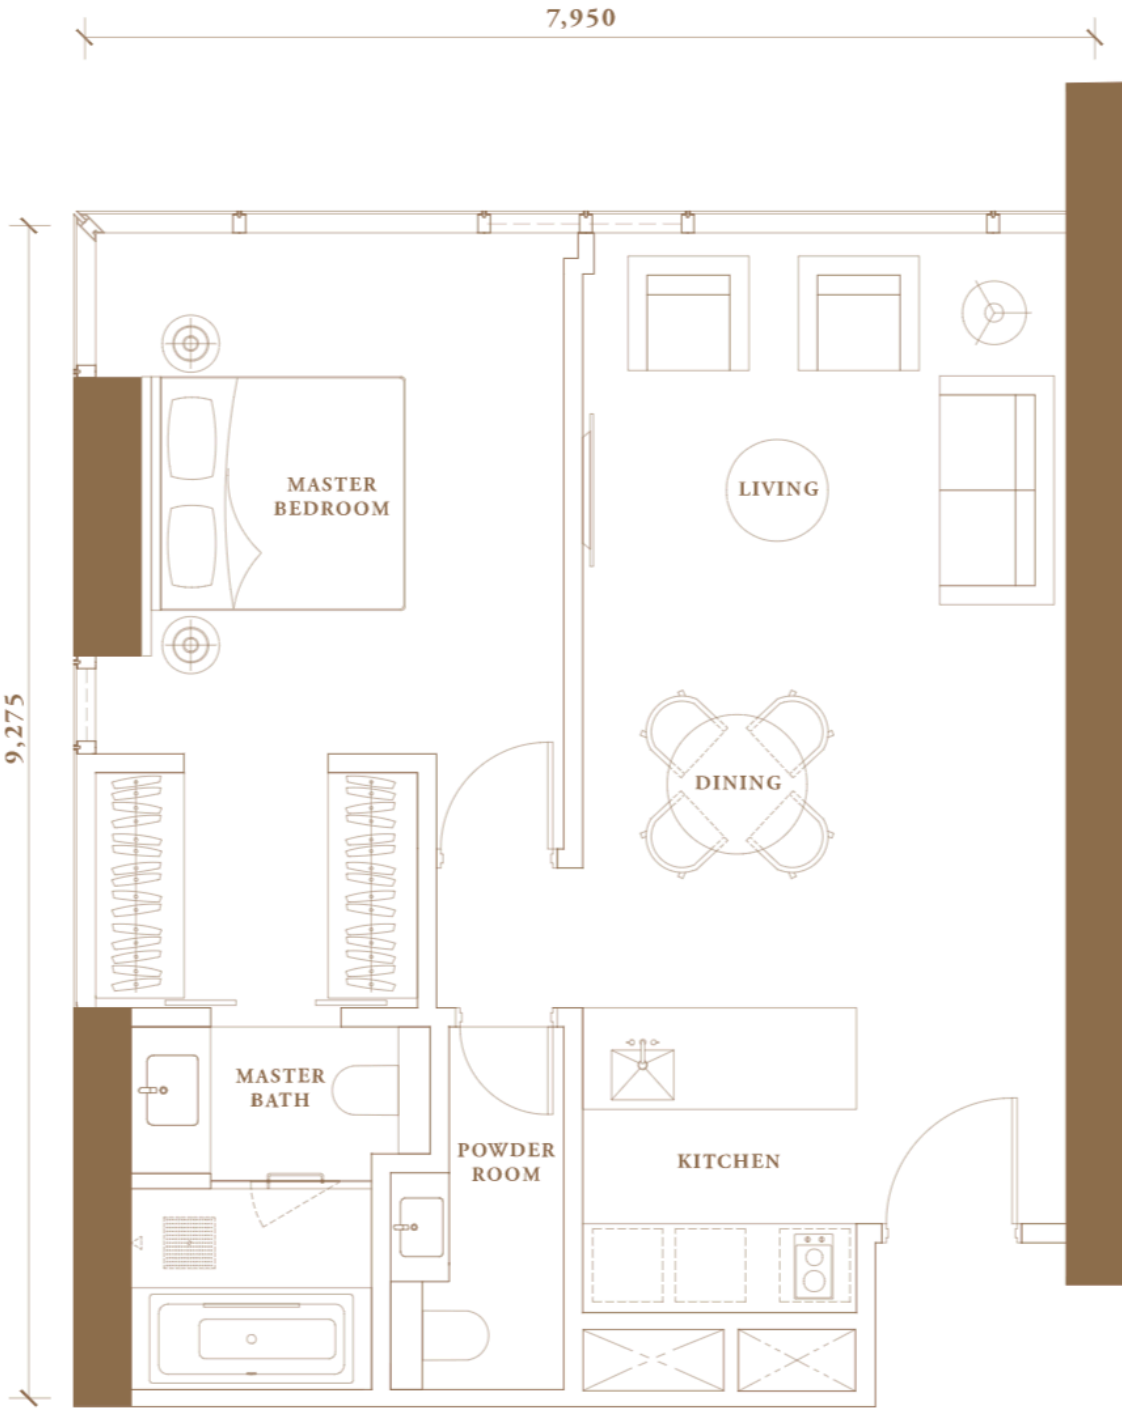 7,950
MASTER
BEDROOM
LIVING
9,275
DINING
MASTER
BATH
POWDER
ROOM
KITCHEN